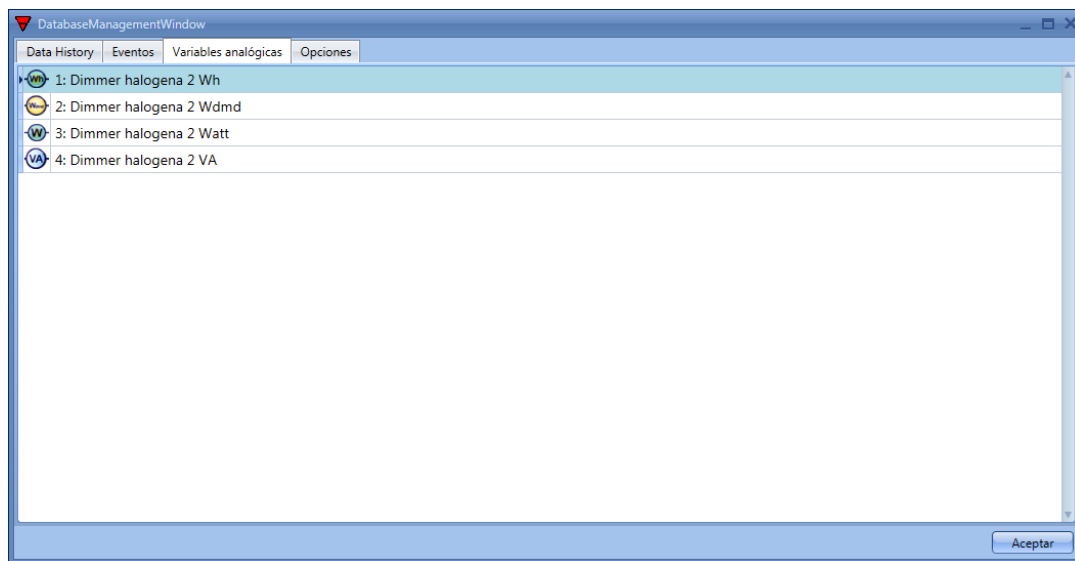 DatabaseManagementWindow
Data History Eventos Variables analógicas Opciones
Wh 1: Dimmer halogena 2 Wh
2: Dimmer halogena 2 Wdmd
W 3: Dimmer halogena 2 Watt
VA 4: Dimmer halogena 2 VA
Aceptar